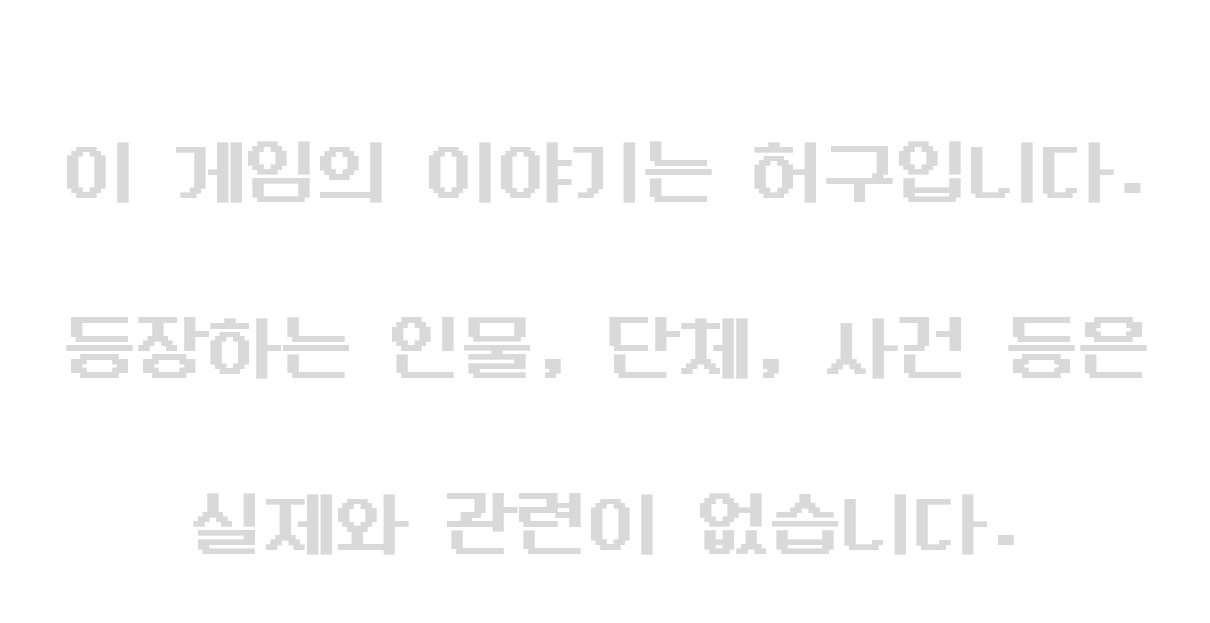 이 게임의 이야기는 허구입니다.
등장하는 인물, 단체, 사건 등은
실제와 관련이 없습니다.